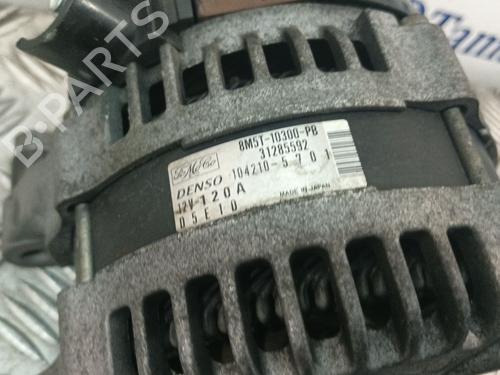 8M5T-10300-PB
31285592
DENSO 104210-5701
12V-120A MADE IN JAPAN
05E10
B-PARTS